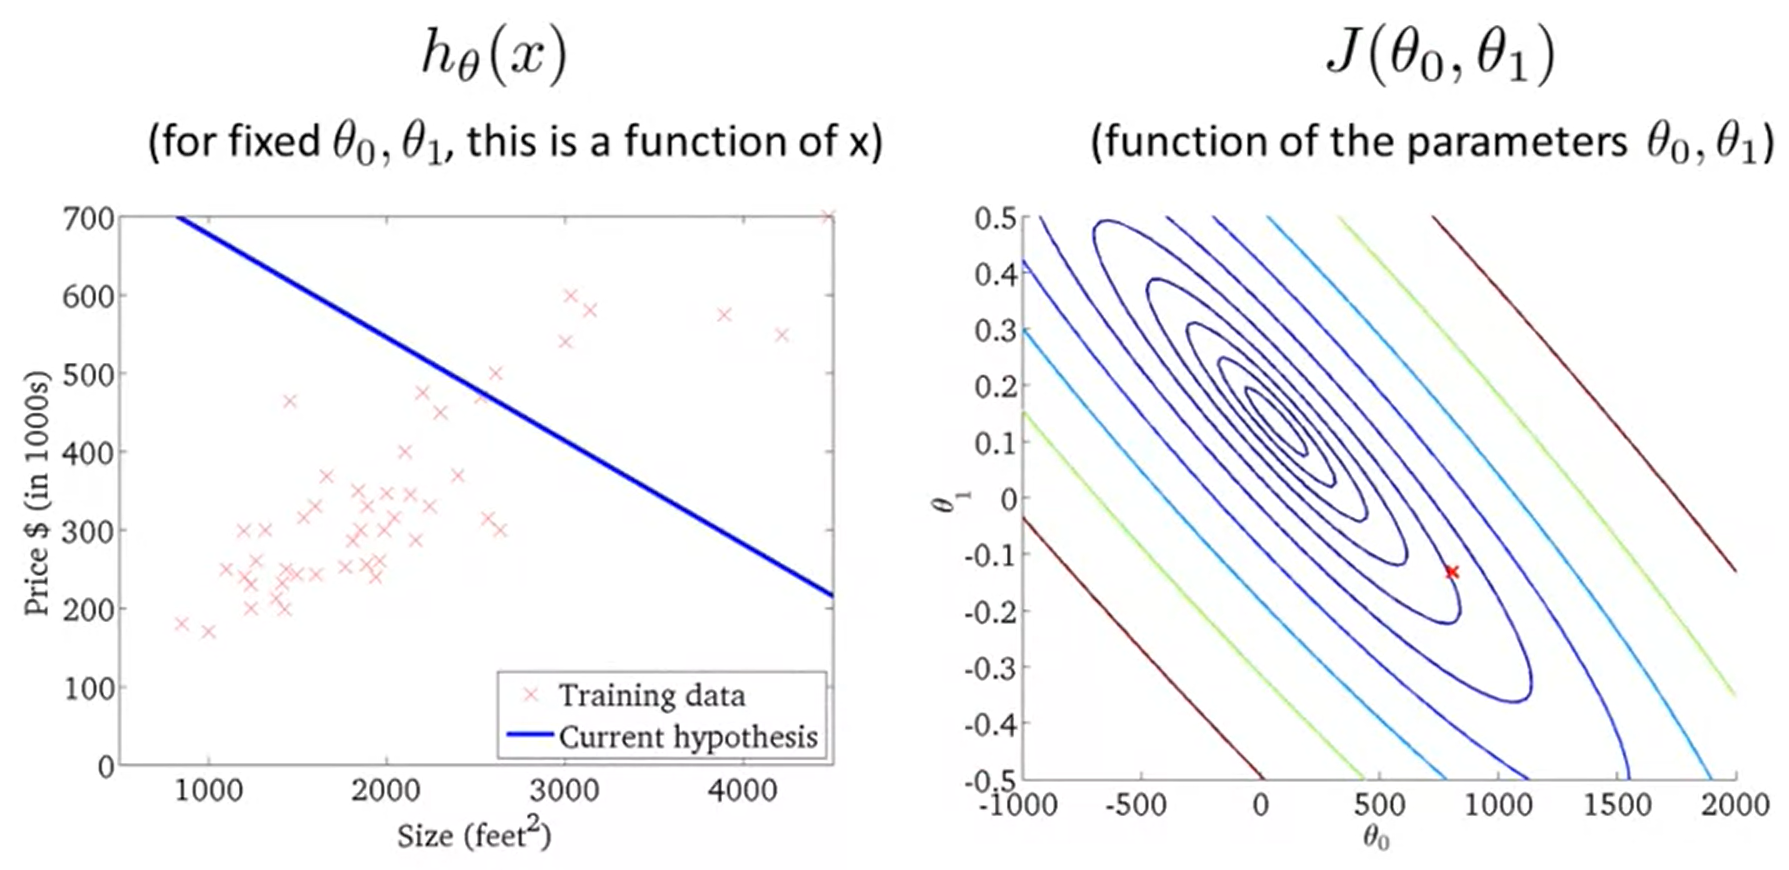 hθ(x)
(for fixed θ0, θ1, this is a function of x)
700
600
500
400
300
200
100
0
Price $ (in 1000s)
1000 2000 3000 4000
Size (feet2)
Training data
Current hypothesis
J(θ0, θ1)
(function of the parameters θ0, θ1)
0.5
0.4
0.3
0.2
0.1
0
-0.1
-0.2
-0.3
-0.4
-0.5
θ1
-1000 -500 0 500 1000 1500 2000
θ0